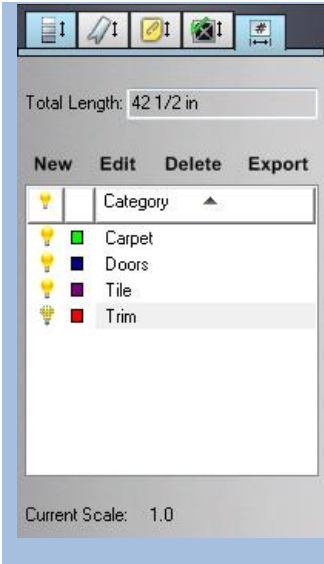 #
Total Length: 42 1/2 in
New Edit Delete Export
Category
Carpet
Doors
Tile
Trim
Current Scale: 1.0